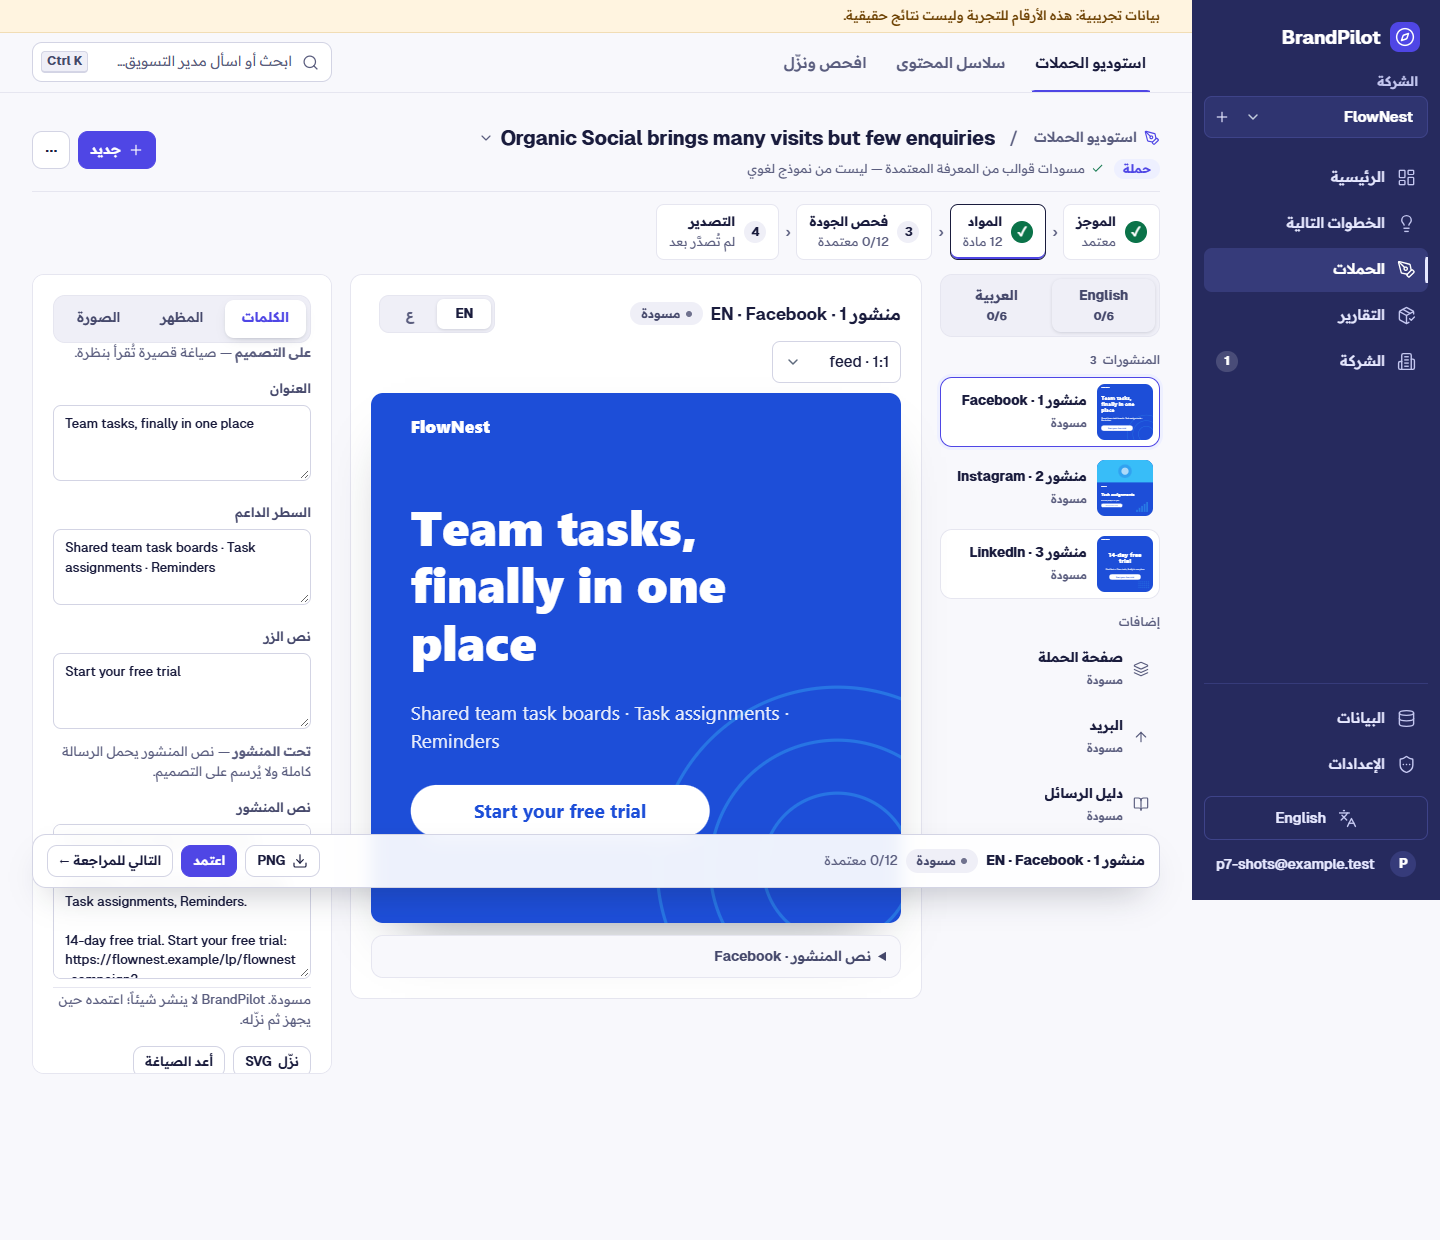 بيانات تجريبية: هذه الأرقام للتجربة وليست نتائج حقيقية.
BrandPilot
الشركة
FlowNest
الرئيسية
الخطوات التالية
الحملات
التقارير
الشركة
1
البيانات
الإعدادات
English
P
p7-shots@example.test
استوديو الحملات
سلاسل المحتوى
افحص ونزّل
ابحث أو اسأل مدير التسويق...
Ctrl K
استوديو الحملات / Organic Social brings many visits but few enquiries
حملة
مسودات قوالب من المعرفة المعتمدة — ليست من نموذج لغوي
جديد
...
الموجز
معتمد
المواد
12 مادة
3
فحص الجودة
0/12 معتمدة
4
التصدير
لم تُصدَّر بعد
English
0/6
العربية
0/6
المنشورات 3
منشور 1 · Facebook
مسودة
منشور 2 · Instagram
مسودة
منشور 3 · LinkedIn
مسودة
إضافات
صفحة الحملة
مسودة
البريد
مسودة
دليل الرسائل
مسودة
منشور 1 · EN · Facebook
مسودة
EN
ع
feed · 1:1
FlowNest
Team tasks,
finally in one
place
Shared team task boards · Task assignments ·
Reminders
Start your free trial
نص المنشور · Facebook
الكلمات
المظهر
الصورة
على التصميم — صياغة قصيرة تُقرأ بنظرة.
العنوان
Team tasks, finally in one place
السطر الداعم
Shared team task boards · Task
assignments · Reminders
نص الزر
Start your free trial
تحت المنشور — نص المنشور يحمل الرسالة
كاملة ولا يُرسم على التصميم.
نص المنشور
منشور 1 · EN · Facebook
مسودة
0/12 معتمدة
PNG
اعتمد
التالي للمراجعة ←
Task assignments, Reminders.
14-day free trial. Start your free trial:
https://flownest.example/lp/flownest
مسودة. BrandPilot لا ينشر شيئاً؛ اعتمده حين
يجهز ثم نزّله.
نزّل SVG
أعد الصياغة